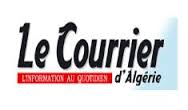 Le Courrier
L'INFORMATION AU QUOTIDIEN
d'Algérie